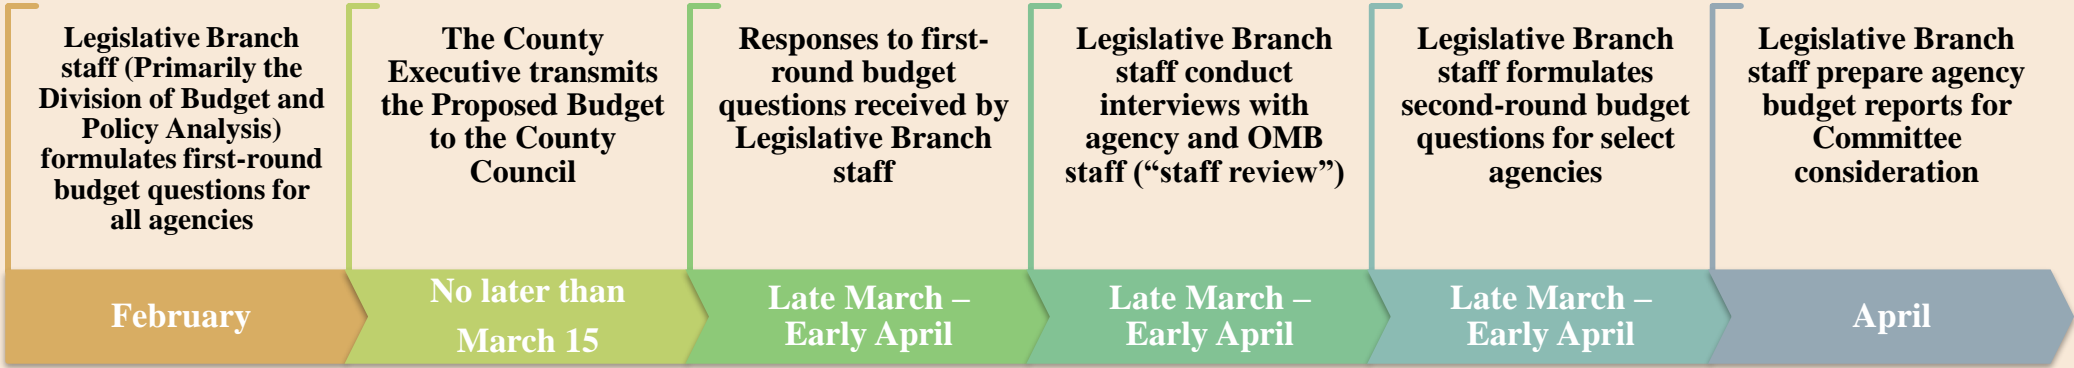 Legislative Branch
staff (Primarily the
Division of Budget and
Policy Analysis)
formulates first-round
budget questions for
all agencies
February
The County
Executive transmits
the Proposed Budget
to the County
Council
No later than
March 15
Responses to first-
round budget
questions received by
Legislative Branch
staff
Late March –
Early April
Legislative Branch
staff conduct
interviews with
agency and OMB
staff (“staff review”)
Late March –
Early April
Legislative Branch
staff formulates
second-round budget
questions for select
agencies
Late March –
Early April
Legislative Branch
staff prepare agency
budget reports for
Committee
consideration
April